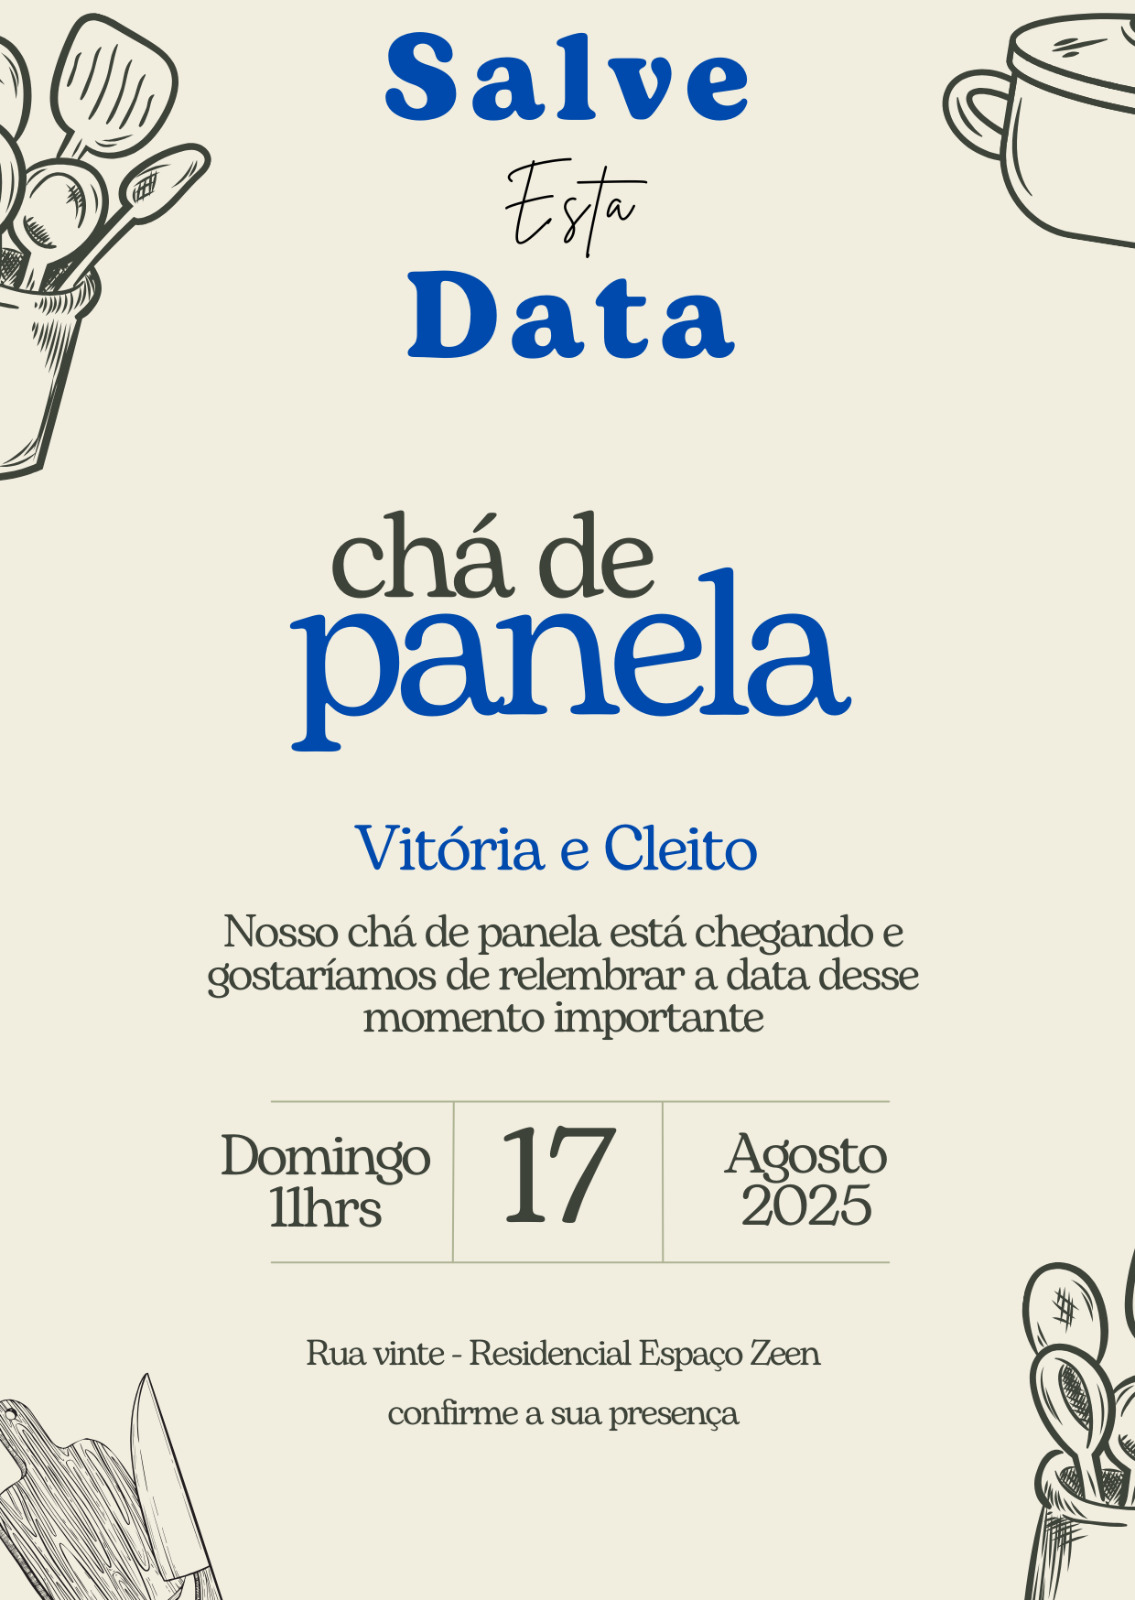 Salve
Esta
Data
chá de
panela
Vitória e Cleito
Nosso chá de panela está chegando e
gostaríamos de relembrar a data desse
momento importante
Domingo
11hrs
17
Agosto
2025
Rua vinte - Residencial Espaço Zeen
confirme a sua presença